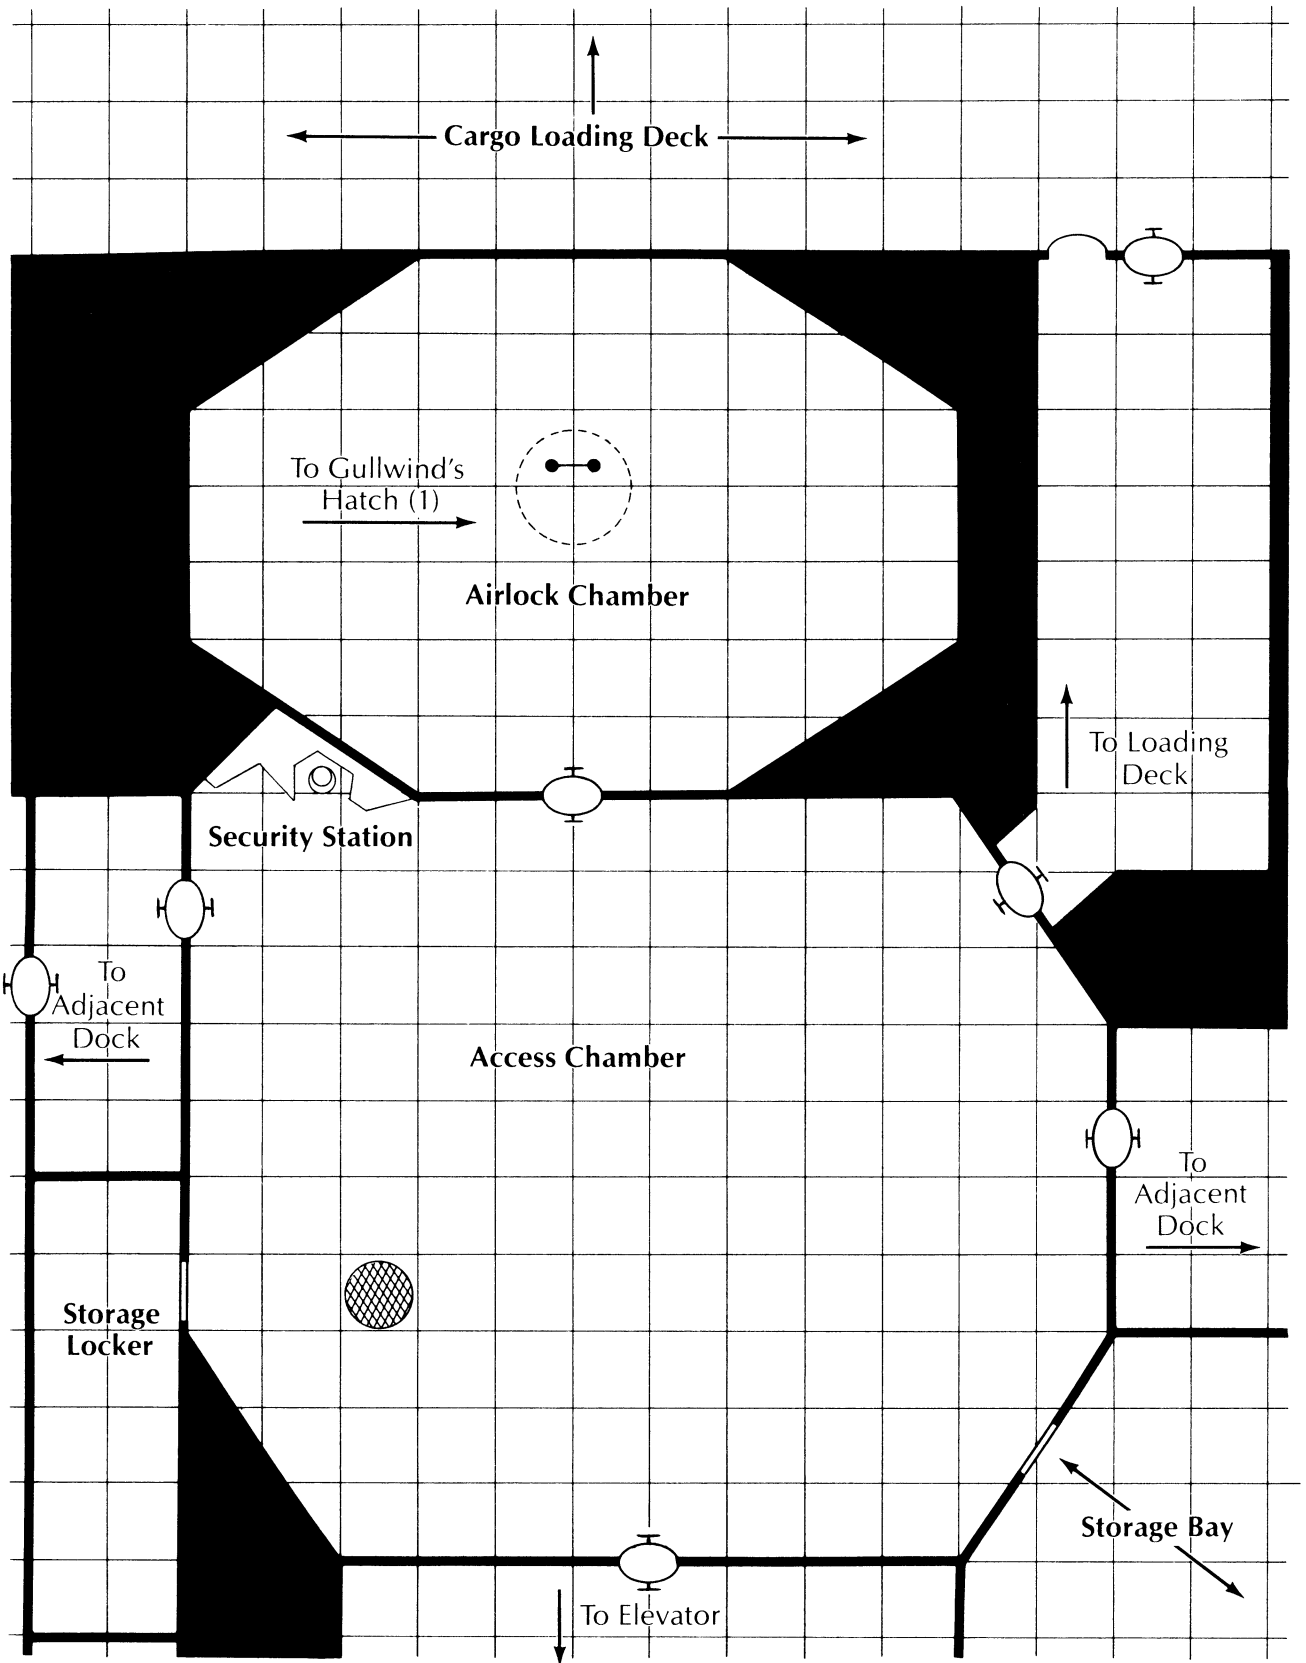 Cargo Loading Deck
To Gullwind's
Hatch (1)
Airlock Chamber
To Loading
Deck
Security Station
To
Adjacent
Dock
Access Chamber
To
Adjacent
Dock
Storage
Locker
Storage Bay
To Elevator